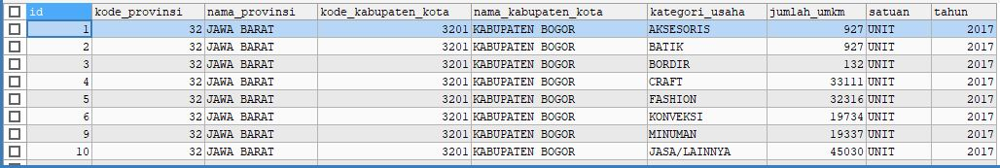 id kode_provinsi nama_provinsi kode_kabupaten_kota nama_kabupaten_kota kategori_usaha jumlah_umkm satuan tahun
1 32 JAWA BARAT 3201 KABUPATEN BOGOR AKSESORIS 927 UNIT 2017
2 32 JAWA BARAT 3201 KABUPATEN BOGOR BATIK 927 UNIT 2017
3 32 JAWA BARAT 3201 KABUPATEN BOGOR BORDIR 132 UNIT 2017
4 32 JAWA BARAT 3201 KABUPATEN BOGOR CRAFT 33111 UNIT 2017
5 32 JAWA BARAT 3201 KABUPATEN BOGOR FASHION 32316 UNIT 2017
6 32 JAWA BARAT 3201 KABUPATEN BOGOR KONVEKSI 19734 UNIT 2017
9 32 JAWA BARAT 3201 KABUPATEN BOGOR MINUMAN 19337 UNIT 2017
10 32 JAWA BARAT 3201 KABUPATEN BOGOR JASA/LAINNYA 45030 UNIT 2017